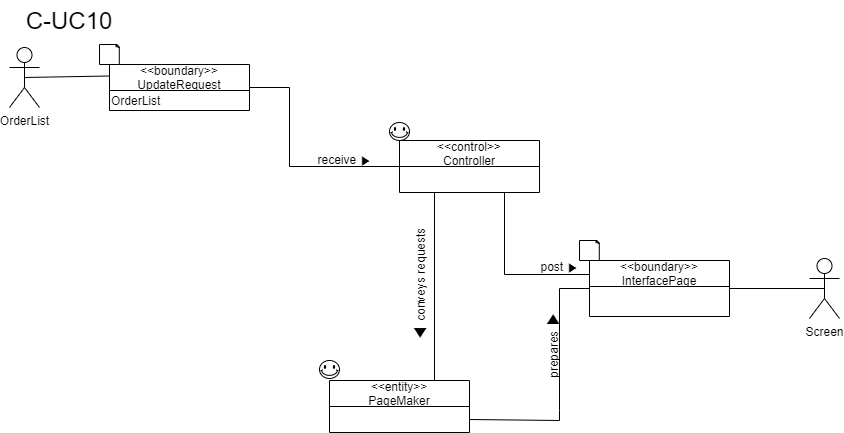 C-UC10
<<boundary>>
UpdateRequest
OrderList
OrderList
receive
<<control>>
Controller
conveys requests
post
<<boundary>>
InterfacePage
Screen
prepares
<<entity>>
PageMaker